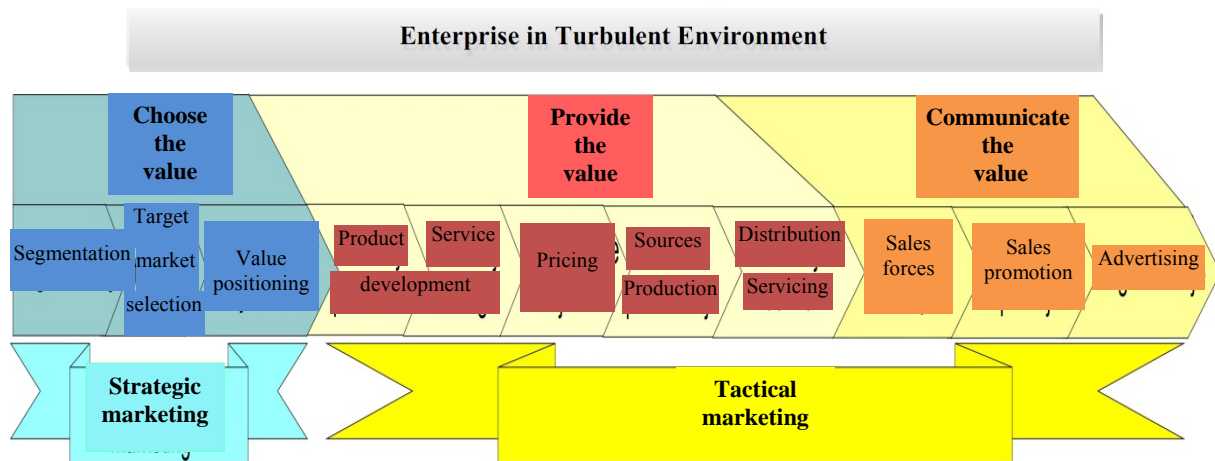 Enterprise in Turbulent Environment
Choose
the
value
Provide
the
value
Communicate
the
value
Segmentation
Target
market
selection
Value
positioning
Product
Service
development
Pricing
Sources
Production
Distribution
Servicing
Sales
forces
Sales
promotion
Advertising
Strategic
marketing
Tactical
marketing